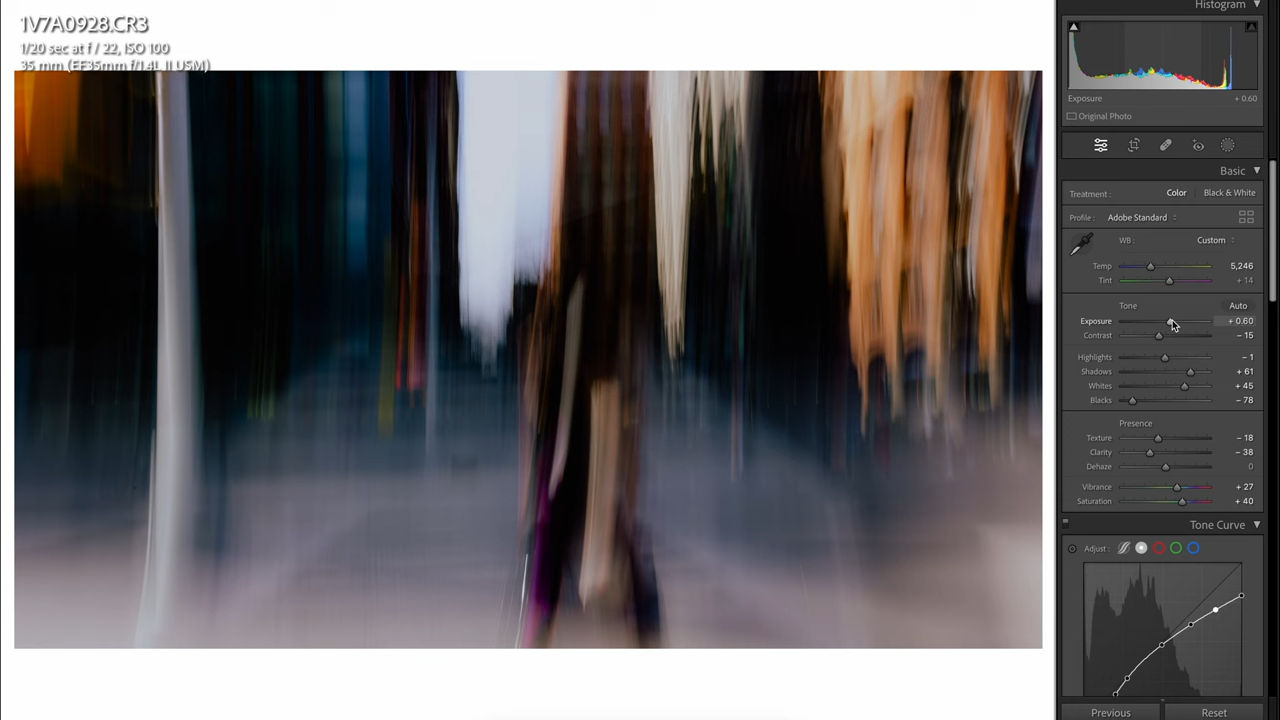 1V7A0928.CR3
1/20 sec at f / 22, ISO 100
35 mm (EF35mm f/1.4L II USM)
Histogram
Exposure + 0.60
Original Photo
Basic
Treatment : Color Black & White
Profile : Adobe Standard
WB : Custom
Temp 5,246
Tint + 14
Tone Auto
Exposure + 0.60
Contrast – 15
Highlights – 1
Shadows + 61
Whites + 45
Blacks – 78
Presence
Texture – 18
Clarity – 38
Dehaze 0
Vibrance + 27
Saturation + 40
Tone Curve
Adjust :
Previous Reset